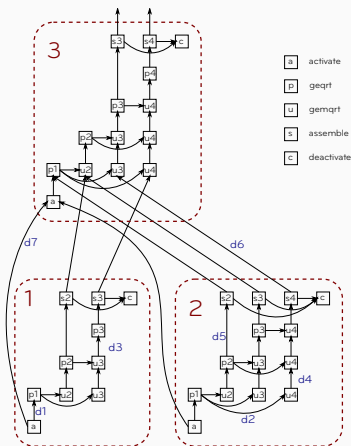 s3 s4 c
3
p4
p3 u4
p2 u3 u4
p1 u2 u3 u4
a
a activate
p geqrt
u gemqrt
s assemble
c deactivate
d7
d6
1
s2 s3 c
p3
d3
p2 u3
p1 u2 u3
d1
a
2
s2 s3 s4 c
d5
p3 u4
p2 u3 u4
d4
p1 u2 u3 u4
d2
a